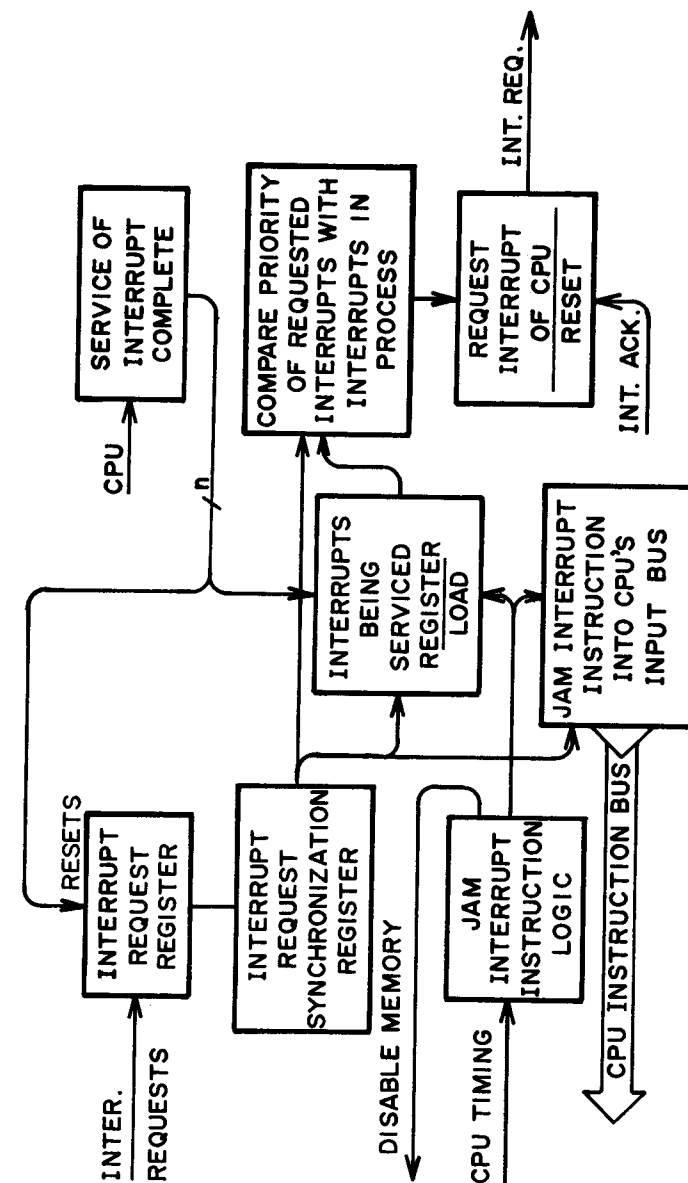 INTER.
REQUESTS
INTERRUPT
REQUEST
REGISTER
RESETS
CPU
SERVICE OF
INTERRUPT
COMPLETE
n
INTERRUPT
REQUEST
SYNCHRONIZATION
REGISTER
INTERRUPTS
BEING
SERVICED
REGISTER
LOAD
COMPARE PRIORITY
OF REQUESTED
INTERRUPTS WITH
INTERRUPTS IN
PROCESS
DISABLE MEMORY
CPU TIMING
JAM
INTERRUPT
INSTRUCTION
LOGIC
JAM INTERRUPT
INSTRUCTION
INTO CPU'S
INPUT BUS
CPU INSTRUCTION BUS
REQUEST
INTERRUPT
OF CPU
RESET
INT. REQ.
INT. ACK.